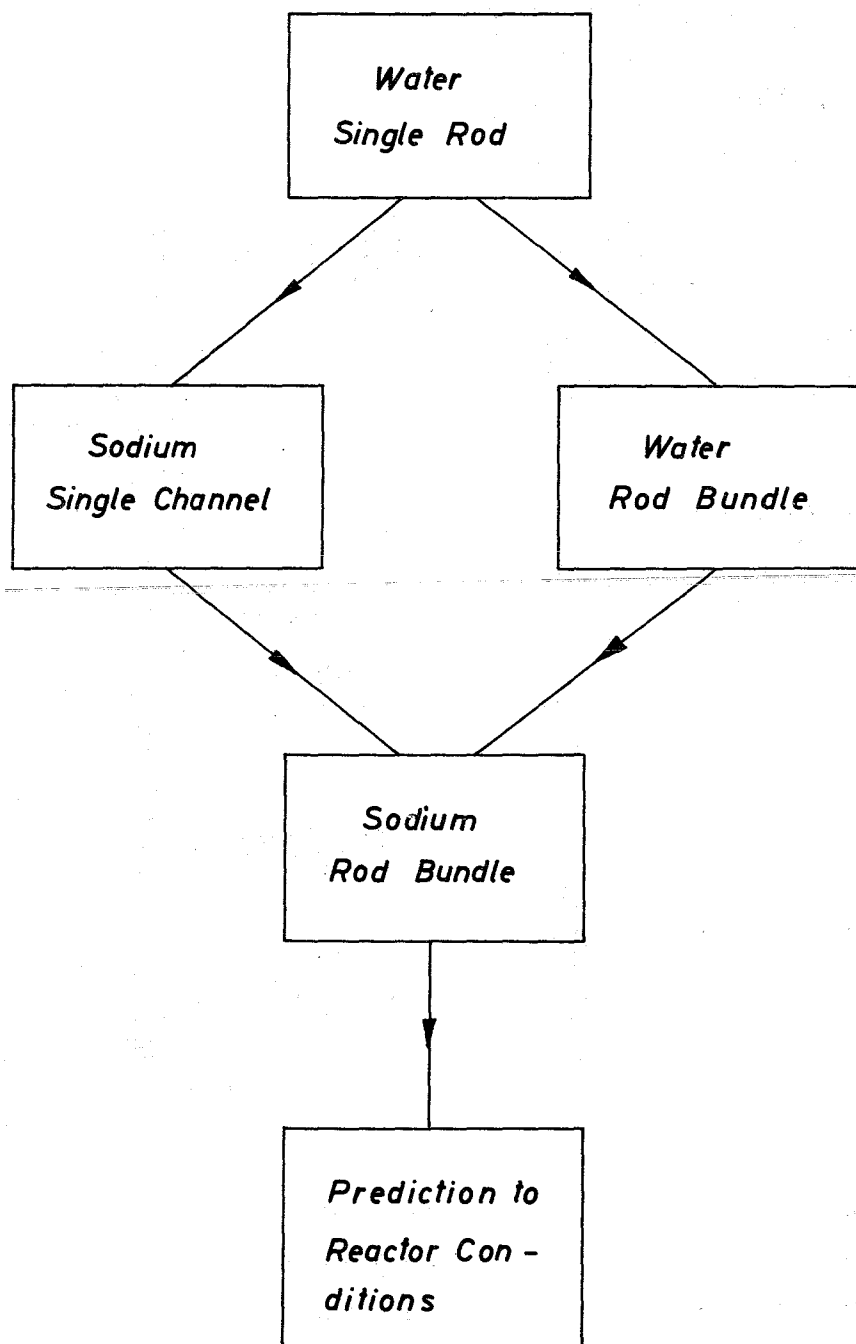 Water
Single Rod
Sodium
Single Channel
Water
Rod Bundle
Sodium
Rod Bundle
Prediction to
Reactor Con -
ditions